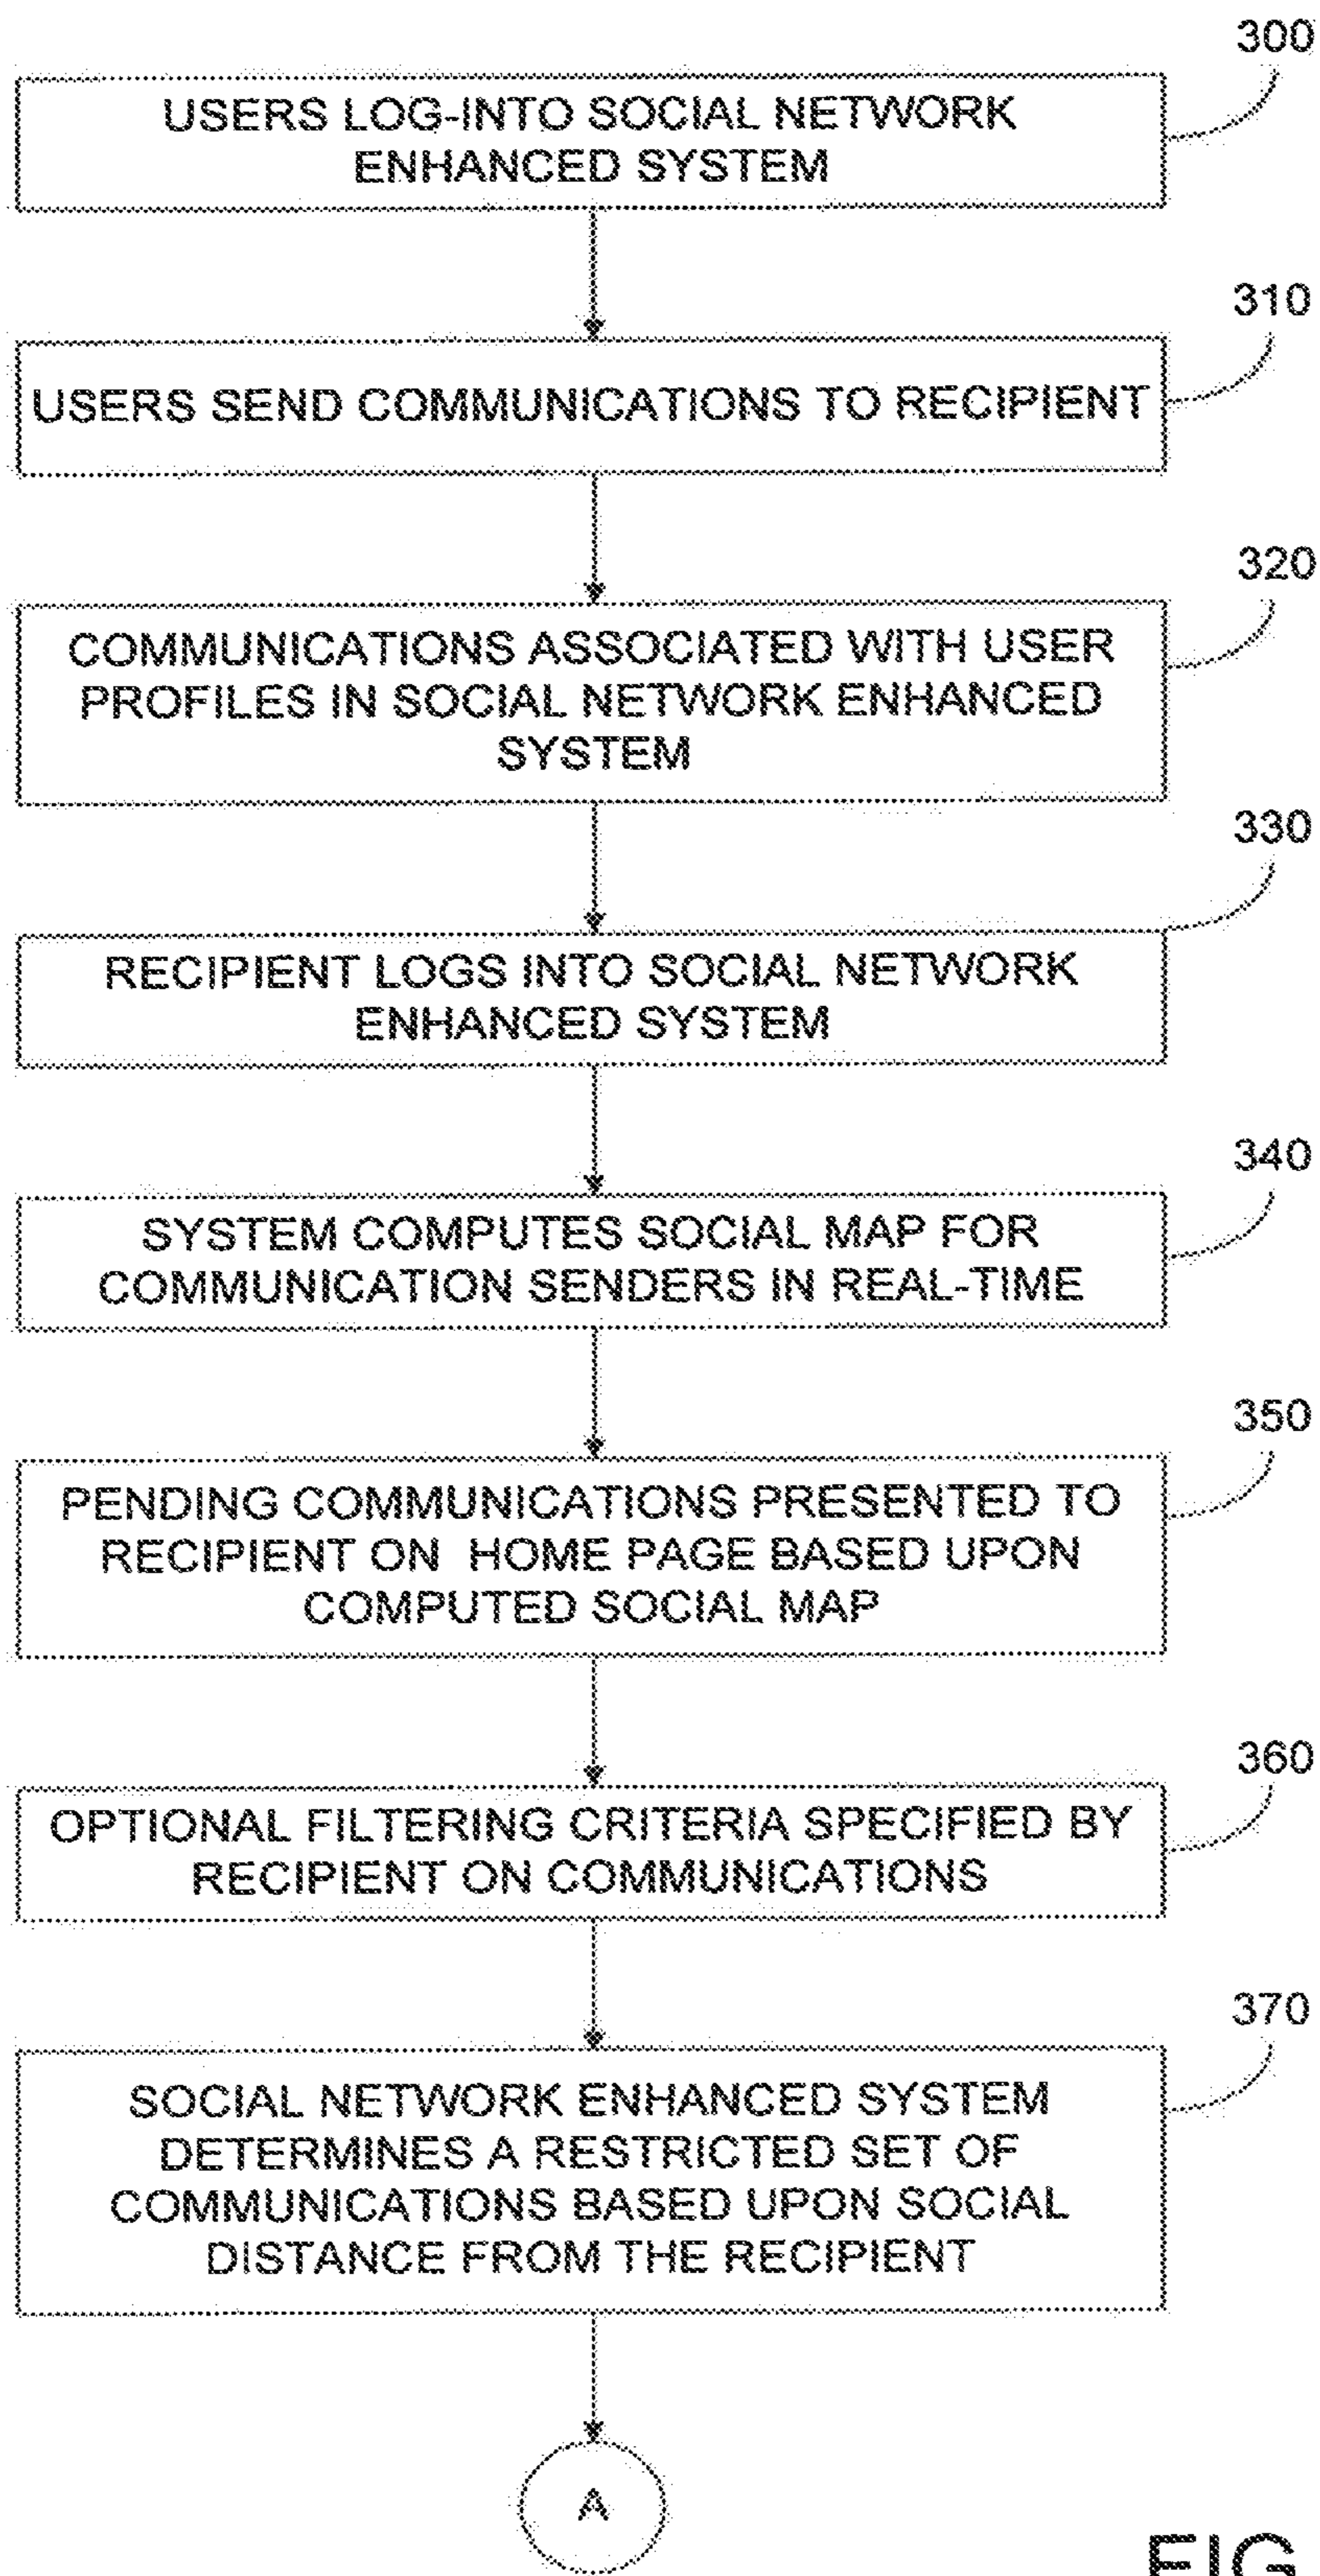 300
USERS LOG-INTO SOCIAL NETWORK
ENHANCED SYSTEM
310
USERS SEND COMMUNICATIONS TO RECIPIENT
320
COMMUNICATIONS ASSOCIATED WITH USER
PROFILES IN SOCIAL NETWORK ENHANCED
SYSTEM
330
RECIPIENT LOGS INTO SOCIAL NETWORK
ENHANCED SYSTEM
340
SYSTEM COMPUTES SOCIAL MAP FOR
COMMUNICATION SENDERS IN REAL-TIME
350
PENDING COMMUNICATIONS PRESENTED TO
RECIPIENT ON HOME PAGE BASED UPON
COMPUTED SOCIAL MAP
360
OPTIONAL FILTERING CRITERIA SPECIFIED BY
RECIPIENT ON COMMUNICATIONS
370
SOCIAL NETWORK ENHANCED SYSTEM
DETERMINES A RESTRICTED SET OF
COMMUNICATIONS BASED UPON SOCIAL
DISTANCE FROM THE RECIPIENT
A
FIG